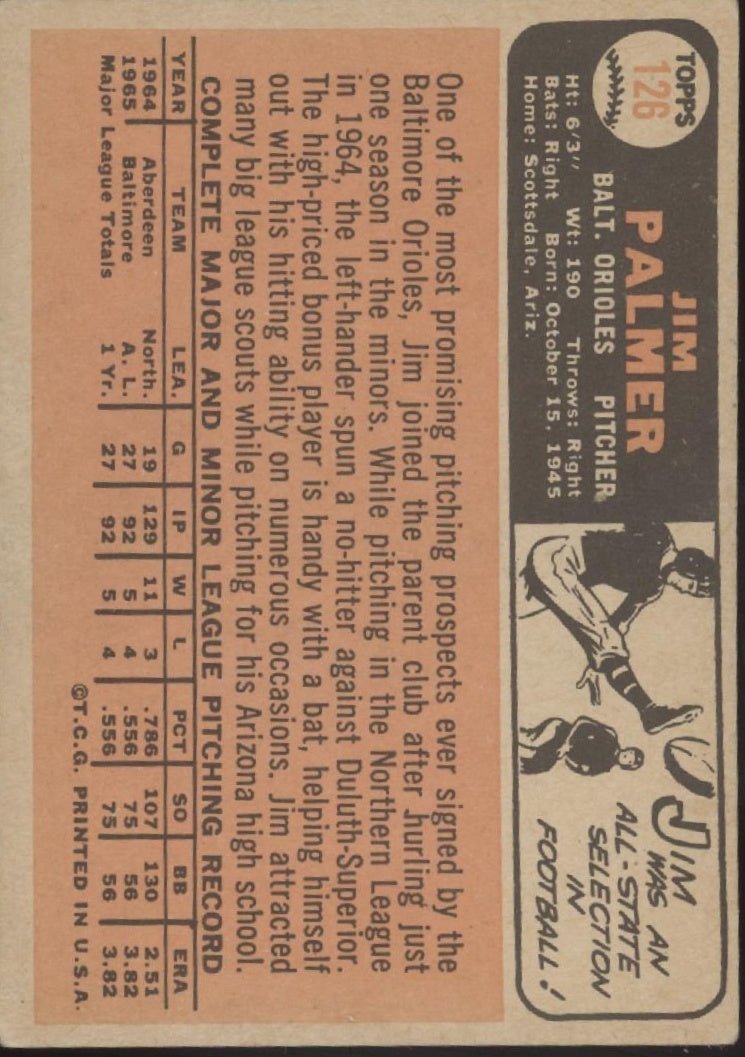 TOPPS
126
JIM
PALMER
BALT. ORIOLES PITCHER
Ht: 6'3" Wt: 190 Throws: Right
Bats: Right Born: October 15, 1945
Home: Scottsdale, Ariz.
JIM
WAS AN
ALL-STATE
SELECTION
IN
FOOTBALL!
One of the most promising pitching prospects ever signed by the
Baltimore Orioles, Jim joined the parent club after hurling just
one season in the minors. While pitching in the Northern League
in 1964, the left-hander spun a no-hitter against Duluth-Superior.
The high-priced bonus player is handy with a bat, helping himself
out with his hitting ability on numerous occasions. Jim attracted
many big league scouts while pitching for his Arizona high school.
COMPLETE MAJOR AND MINOR LEAGUE PITCHING RECORD
YEAR TEAM LEA. G IP W L PCT SO BB ERA
1964 Aberdeen North. 19 129 11 3 .786 107 130 2.51
1965 Baltimore A. L. 27 92 5 4 .556 75 56 3.82
Major League Totals 1 Yr. 27 92 5 4 .556 75 56 3.82
©T.C.G. PRINTED IN U.S.A.